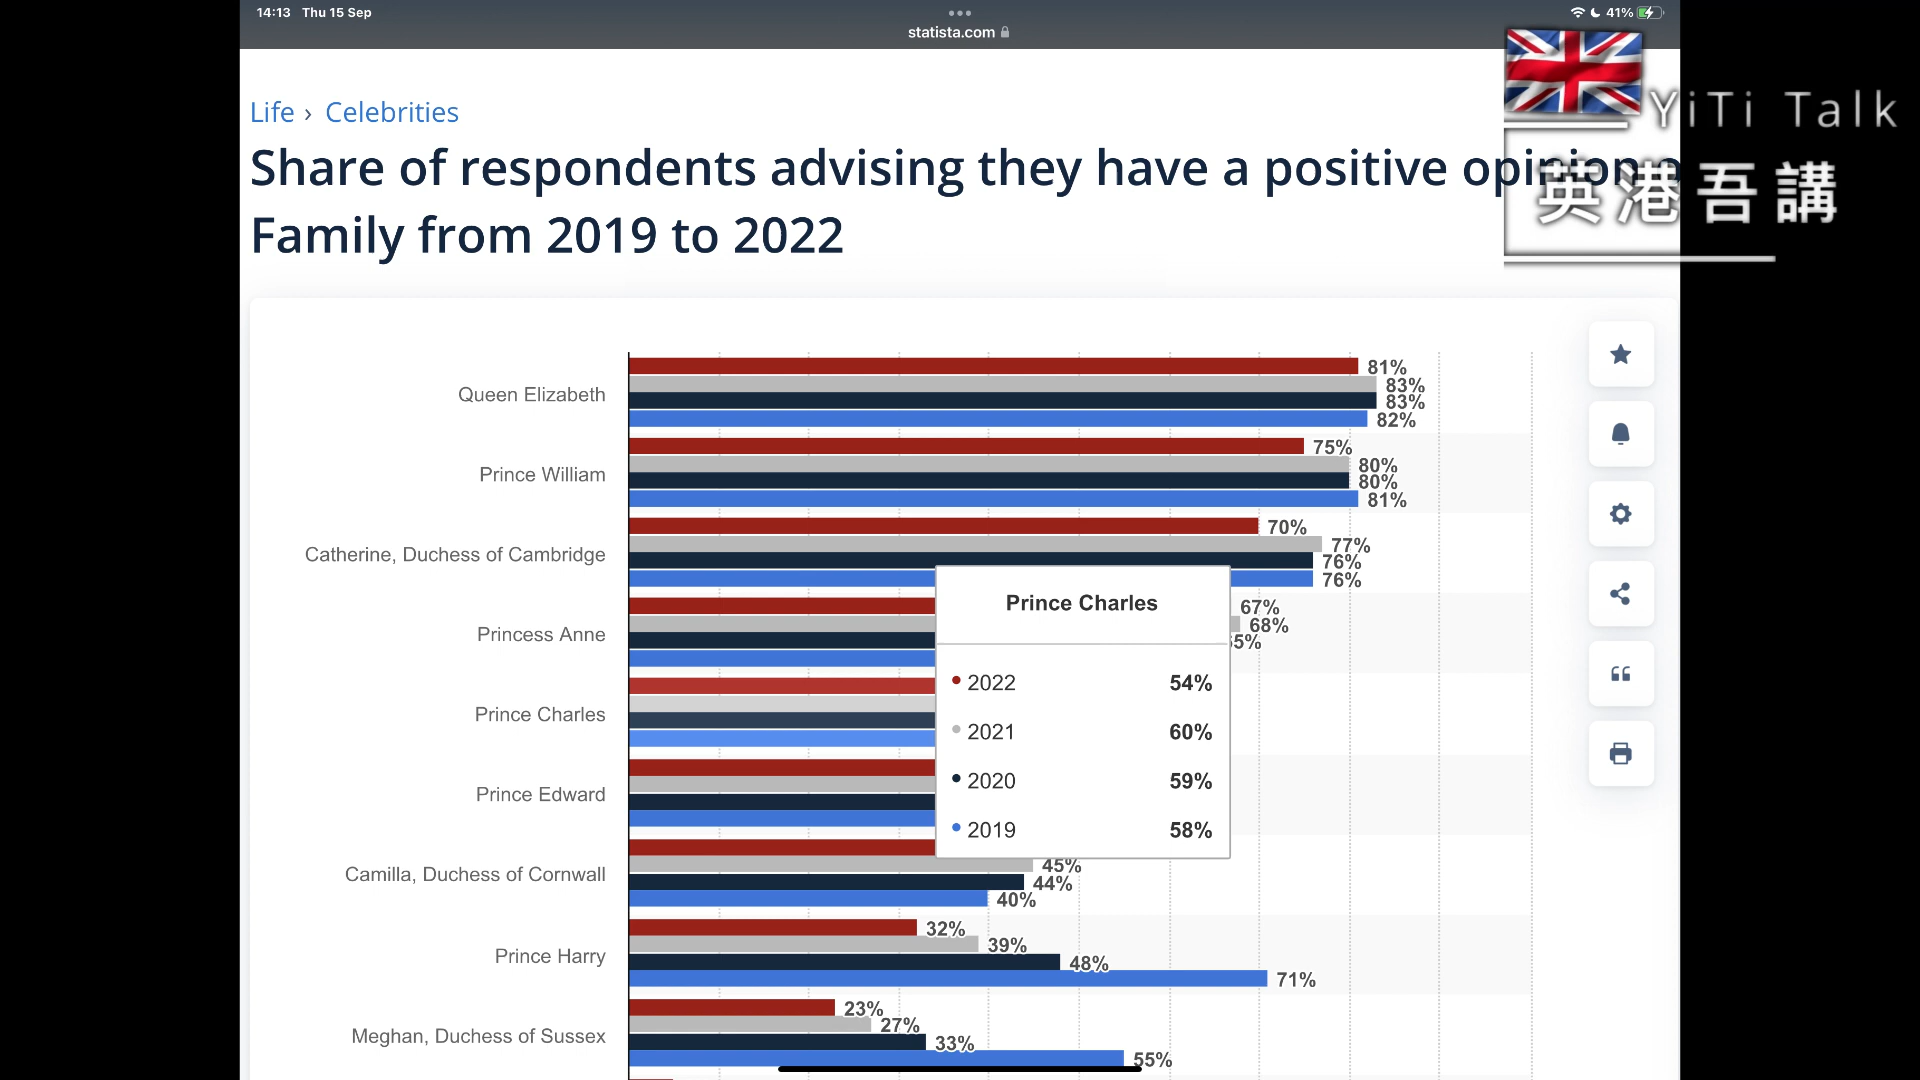 14:13 Thu 15 Sep
statista.com
41%
YiTi Talk
英港吾講
Life › Celebrities
Share of respondents advising they have a positive opinion
Family from 2019 to 2022
Queen Elizabeth
81%
83%
83%
82%
Prince William
75%
80%
80%
81%
Catherine, Duchess of Cambridge
70%
77%
76%
76%
Princess Anne
67%
68%
Prince Charles
Prince Charles
2022 54%
2021 60%
2020 59%
2019 58%
Prince Edward
Camilla, Duchess of Cornwall
45%
44%
40%
Prince Harry
32%
39%
48%
71%
Meghan, Duchess of Sussex
23%
27%
33%
55%